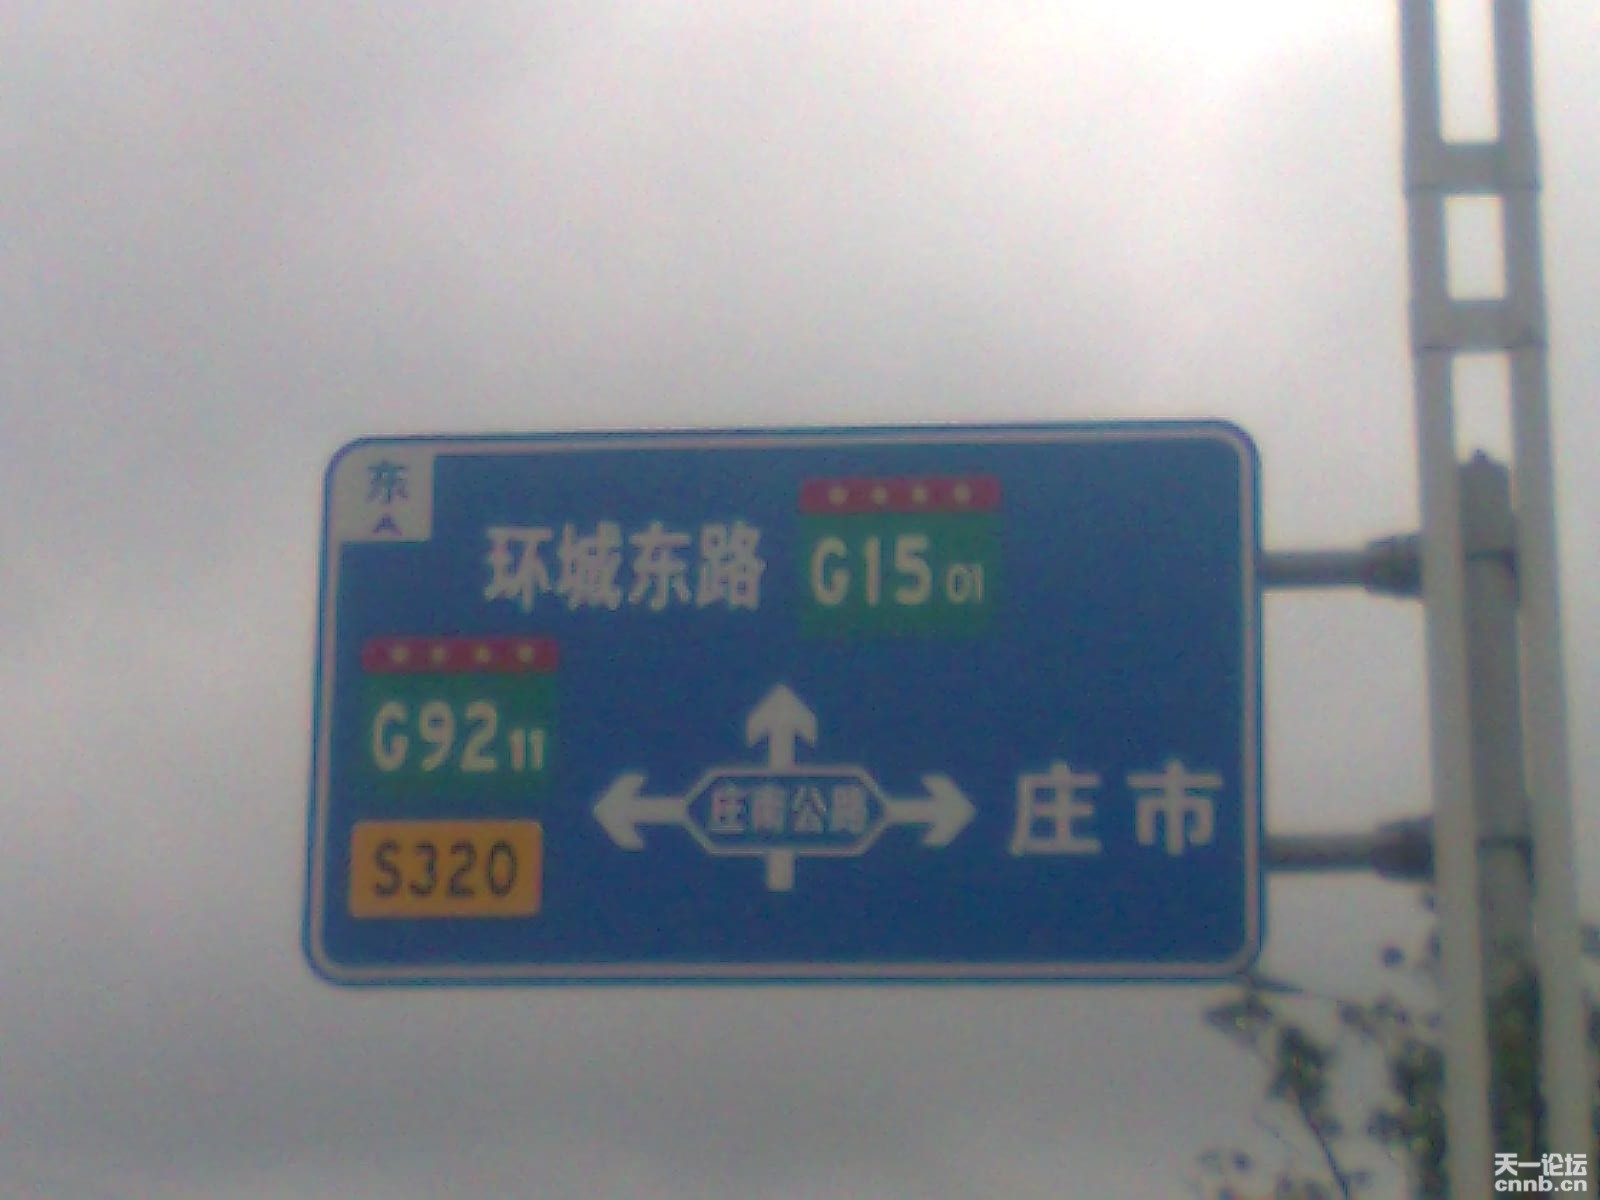 东
环城东路 G15 01
G92 11
庄南公路
庄市
S320
天一论坛
cnnb.cn